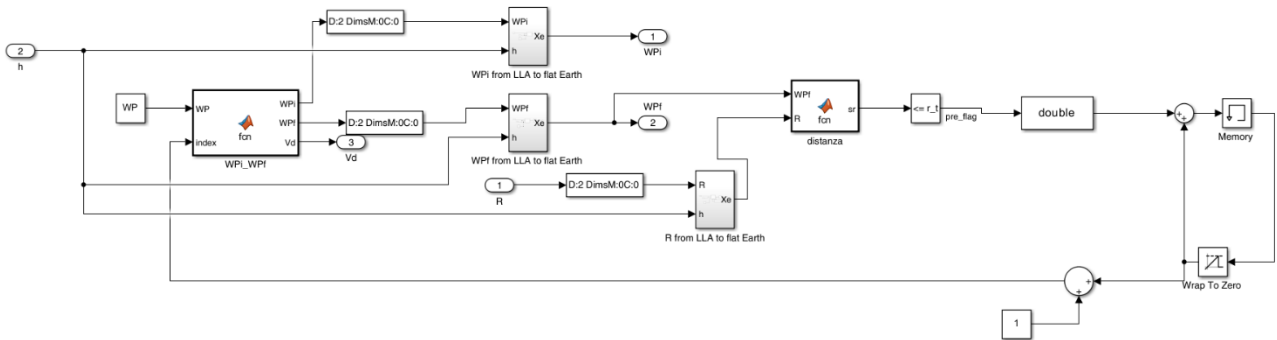 D:2 DimsM:0C:0
WPi
h
Xe
WPi from LLA to flat Earth
1
WPi
2
h
WP
WP
index
fcn
WPi
WPf
Vd
WPi_WPf
D:2 DimsM:0C:0
3
Vd
WPf
h
Xe
WPf from LLA to flat Earth
WPf
2
1
R
D:2 DimsM:0C:0
R
h
Xe
R from LLA to flat Earth
WPf
R
fcn
sr
distanza
<= r_t
pre_flag
double
+
+
Memory
Wrap To Zero
+
+
1